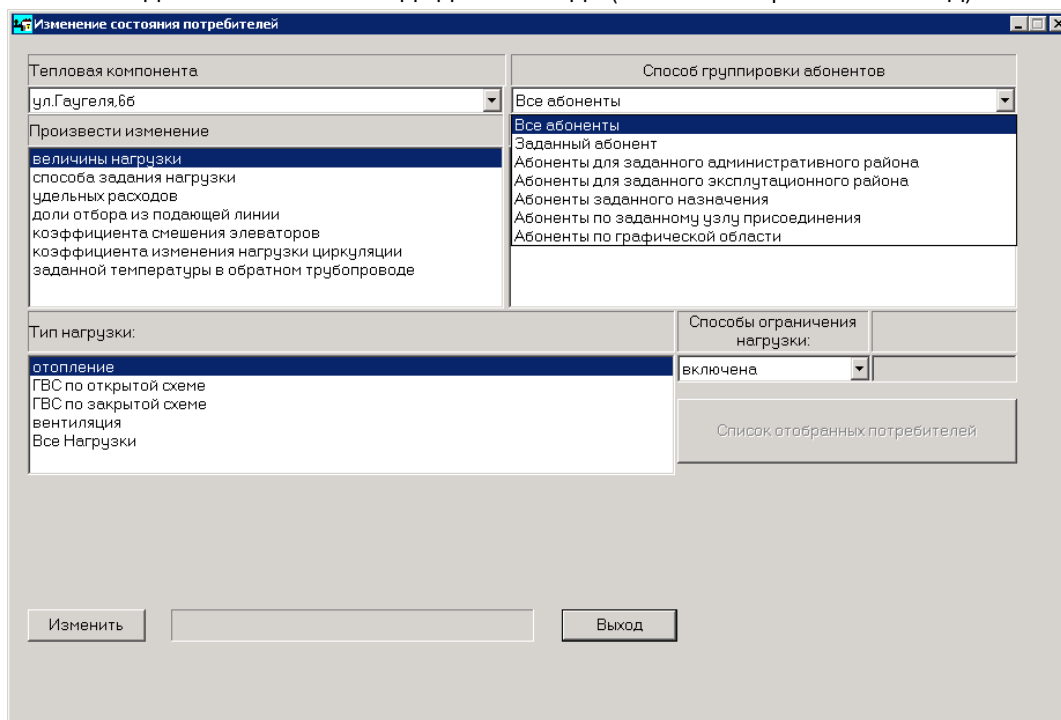 Изменение состояния потребителей
Тепловая компонента
Способ группировки абонентов
ул.Гаугеля,6б
Все абоненты
Произвести изменение
Все абоненты
Заданный абонент
Абоненты для заданного административного района
Абоненты для заданного эксплутационного района
Абоненты заданного назначения
Абоненты по заданному узлу присоединения
Абоненты по графической области
величины нагрузки
способа задания нагрузки
удельных расходов
доли отбора из подающей линии
коэффициента смешения элеваторов
коэффициента изменения нагрузки циркуляции
заданной температуры в обратном трубопроводе
Тип нагрузки:
Способы ограничения
нагрузки:
отопление
ГВС по открытой схеме
ГВС по закрытой схеме
вентиляция
Все Нагрузки
включена
Список отобранных потребителей
Изменить
Выход